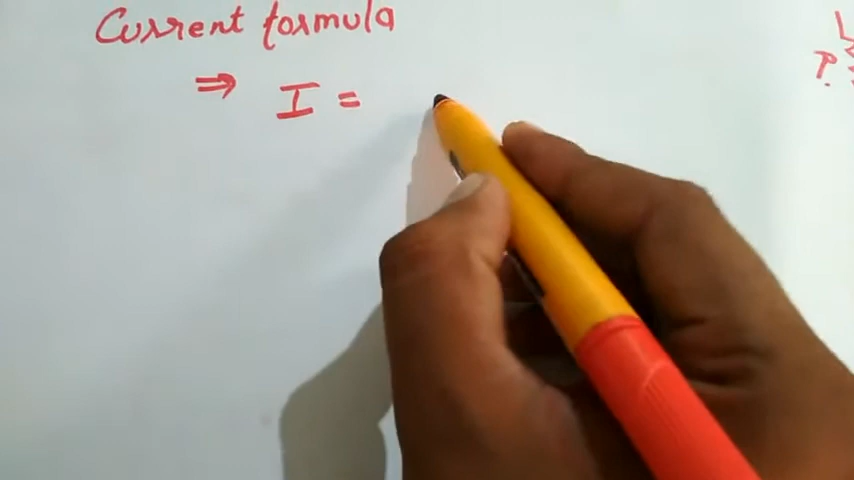 Current formula
⇒ I =